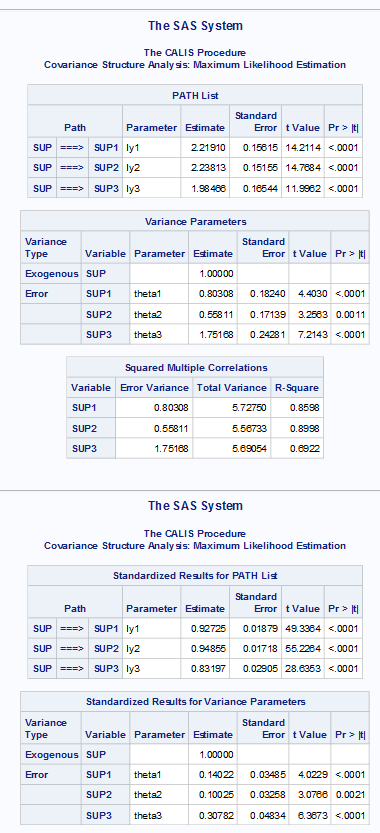 The SAS System
The CALIS Procedure
Covariance Structure Analysis: Maximum Likelihood Estimation
PATH List
Path Parameter Estimate Standard Error t Value Pr > |t|
SUP ===> SUP1 ly1 2.21910 0.15615 14.2114 <.0001
SUP ===> SUP2 ly2 2.23813 0.15155 14.7684 <.0001
SUP ===> SUP3 ly3 1.98466 0.16544 11.9962 <.0001
Variance Parameters
Variance Type Variable Parameter Estimate Standard Error t Value Pr > |t|
Exogenous SUP 1.00000
Error SUP1 theta1 0.80308 0.18240 4.4030 <.0001
SUP2 theta2 0.55811 0.17139 3.2563 0.0011
SUP3 theta3 1.75168 0.24281 7.2143 <.0001
Squared Multiple Correlations
Variable Error Variance Total Variance R-Square
SUP1 0.80308 5.72750 0.8598
SUP2 0.55811 5.56733 0.8998
SUP3 1.75168 5.69054 0.6922
The SAS System
The CALIS Procedure
Covariance Structure Analysis: Maximum Likelihood Estimation
Standardized Results for PATH List
Path Parameter Estimate Standard Error t Value Pr > |t|
SUP ===> SUP1 ly1 0.92725 0.01879 49.3364 <.0001
SUP ===> SUP2 ly2 0.94855 0.01718 55.2264 <.0001
SUP ===> SUP3 ly3 0.83197 0.02905 28.6353 <.0001
Standardized Results for Variance Parameters
Variance Type Variable Parameter Estimate Standard Error t Value Pr > |t|
Exogenous SUP 1.00000
Error SUP1 theta1 0.14022 0.03485 4.0229 <.0001
SUP2 theta2 0.10025 0.03258 3.0766 0.0021
SUP3 theta3 0.30782 0.04834 6.3673 <.0001